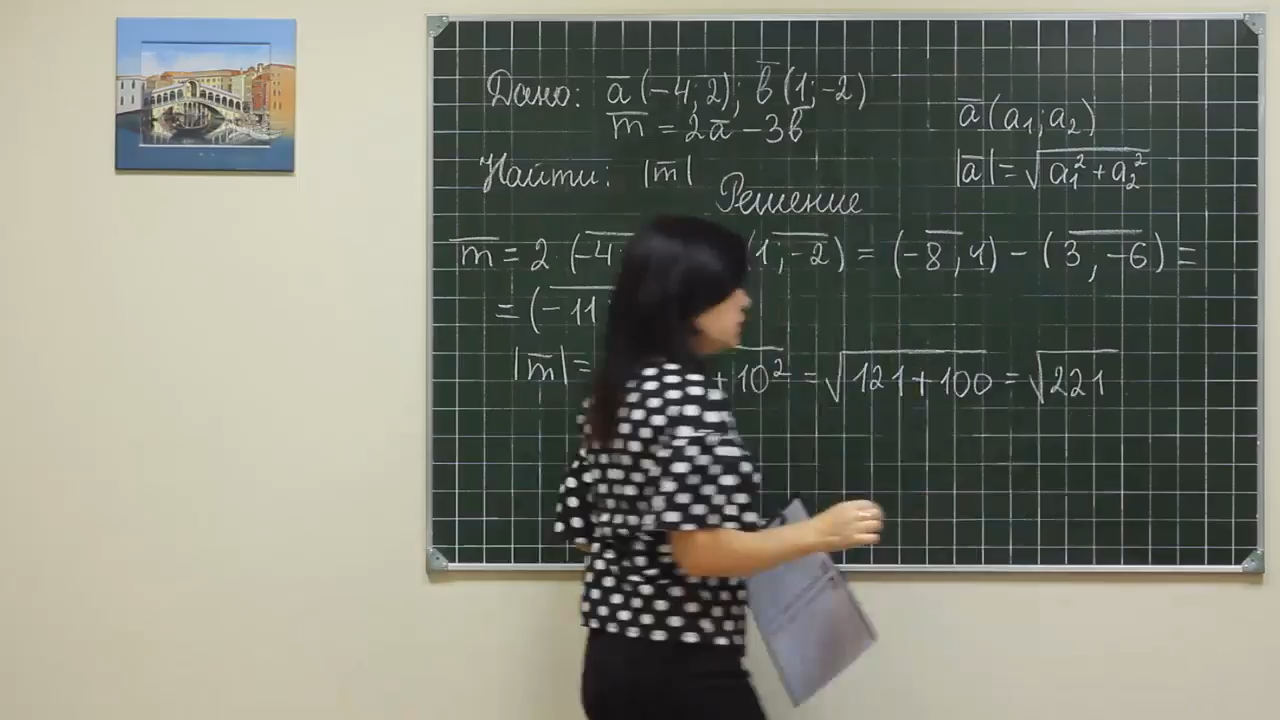 Дано: a̅ (−4; 2); b̅ (1; −2)
m̅ = 2a̅ − 3b̅
Найти: |m̅|
a̅ (a₁; a₂)
|a̅| = √(a₁² + a₂²)
Решение
m̅ = 2 · (−4 (1; −2) = (−8; 4) − (3; −6) =
= (−11
|m̅| = + 10² = √(121 + 100) = √221